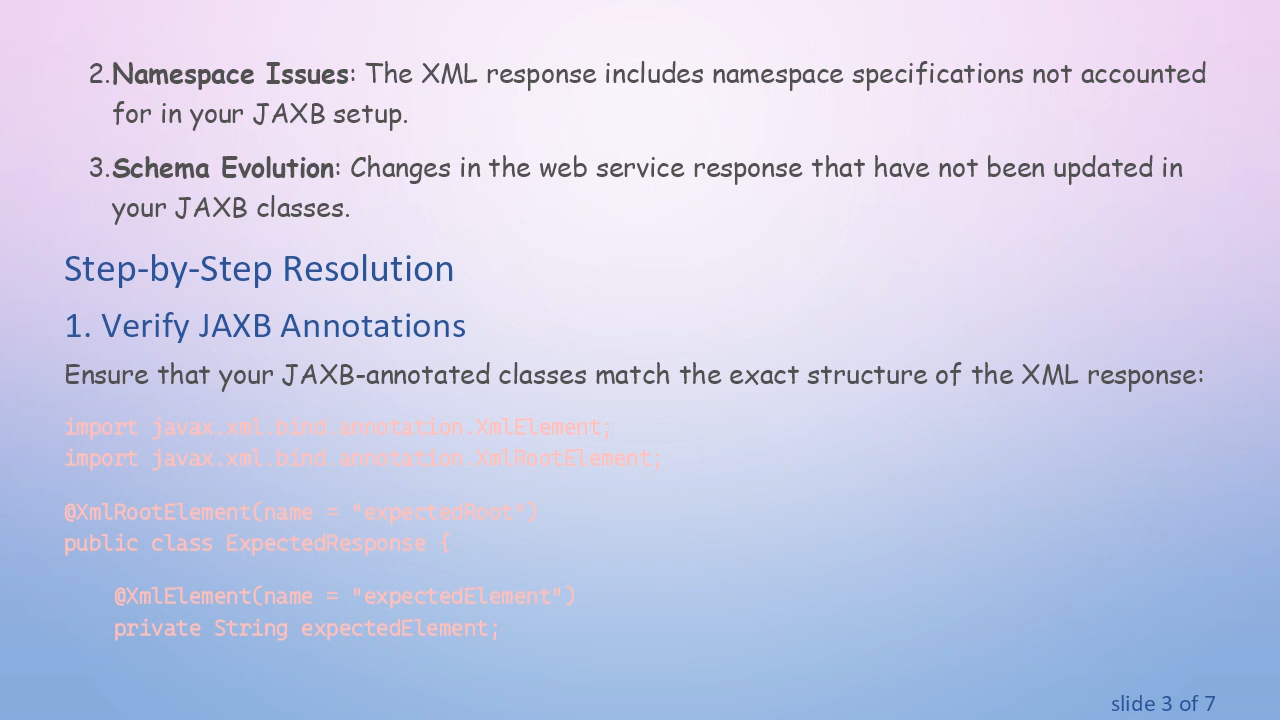 2.Namespace Issues: The XML response includes namespace specifications not accounted
for in your JAXB setup.
3.Schema Evolution: Changes in the web service response that have not been updated in
your JAXB classes.
Step-by-Step Resolution
1. Verify JAXB Annotations
Ensure that your JAXB-annotated classes match the exact structure of the XML response:
import javax.xml.bind.annotation.XmlElement;
import javax.xml.bind.annotation.XmlRootElement;
@XmlRootElement(name = "expectedRoot")
public class ExpectedResponse {
@XmlElement(name = "expectedElement")
private String expectedElement;
slide 3 of 7